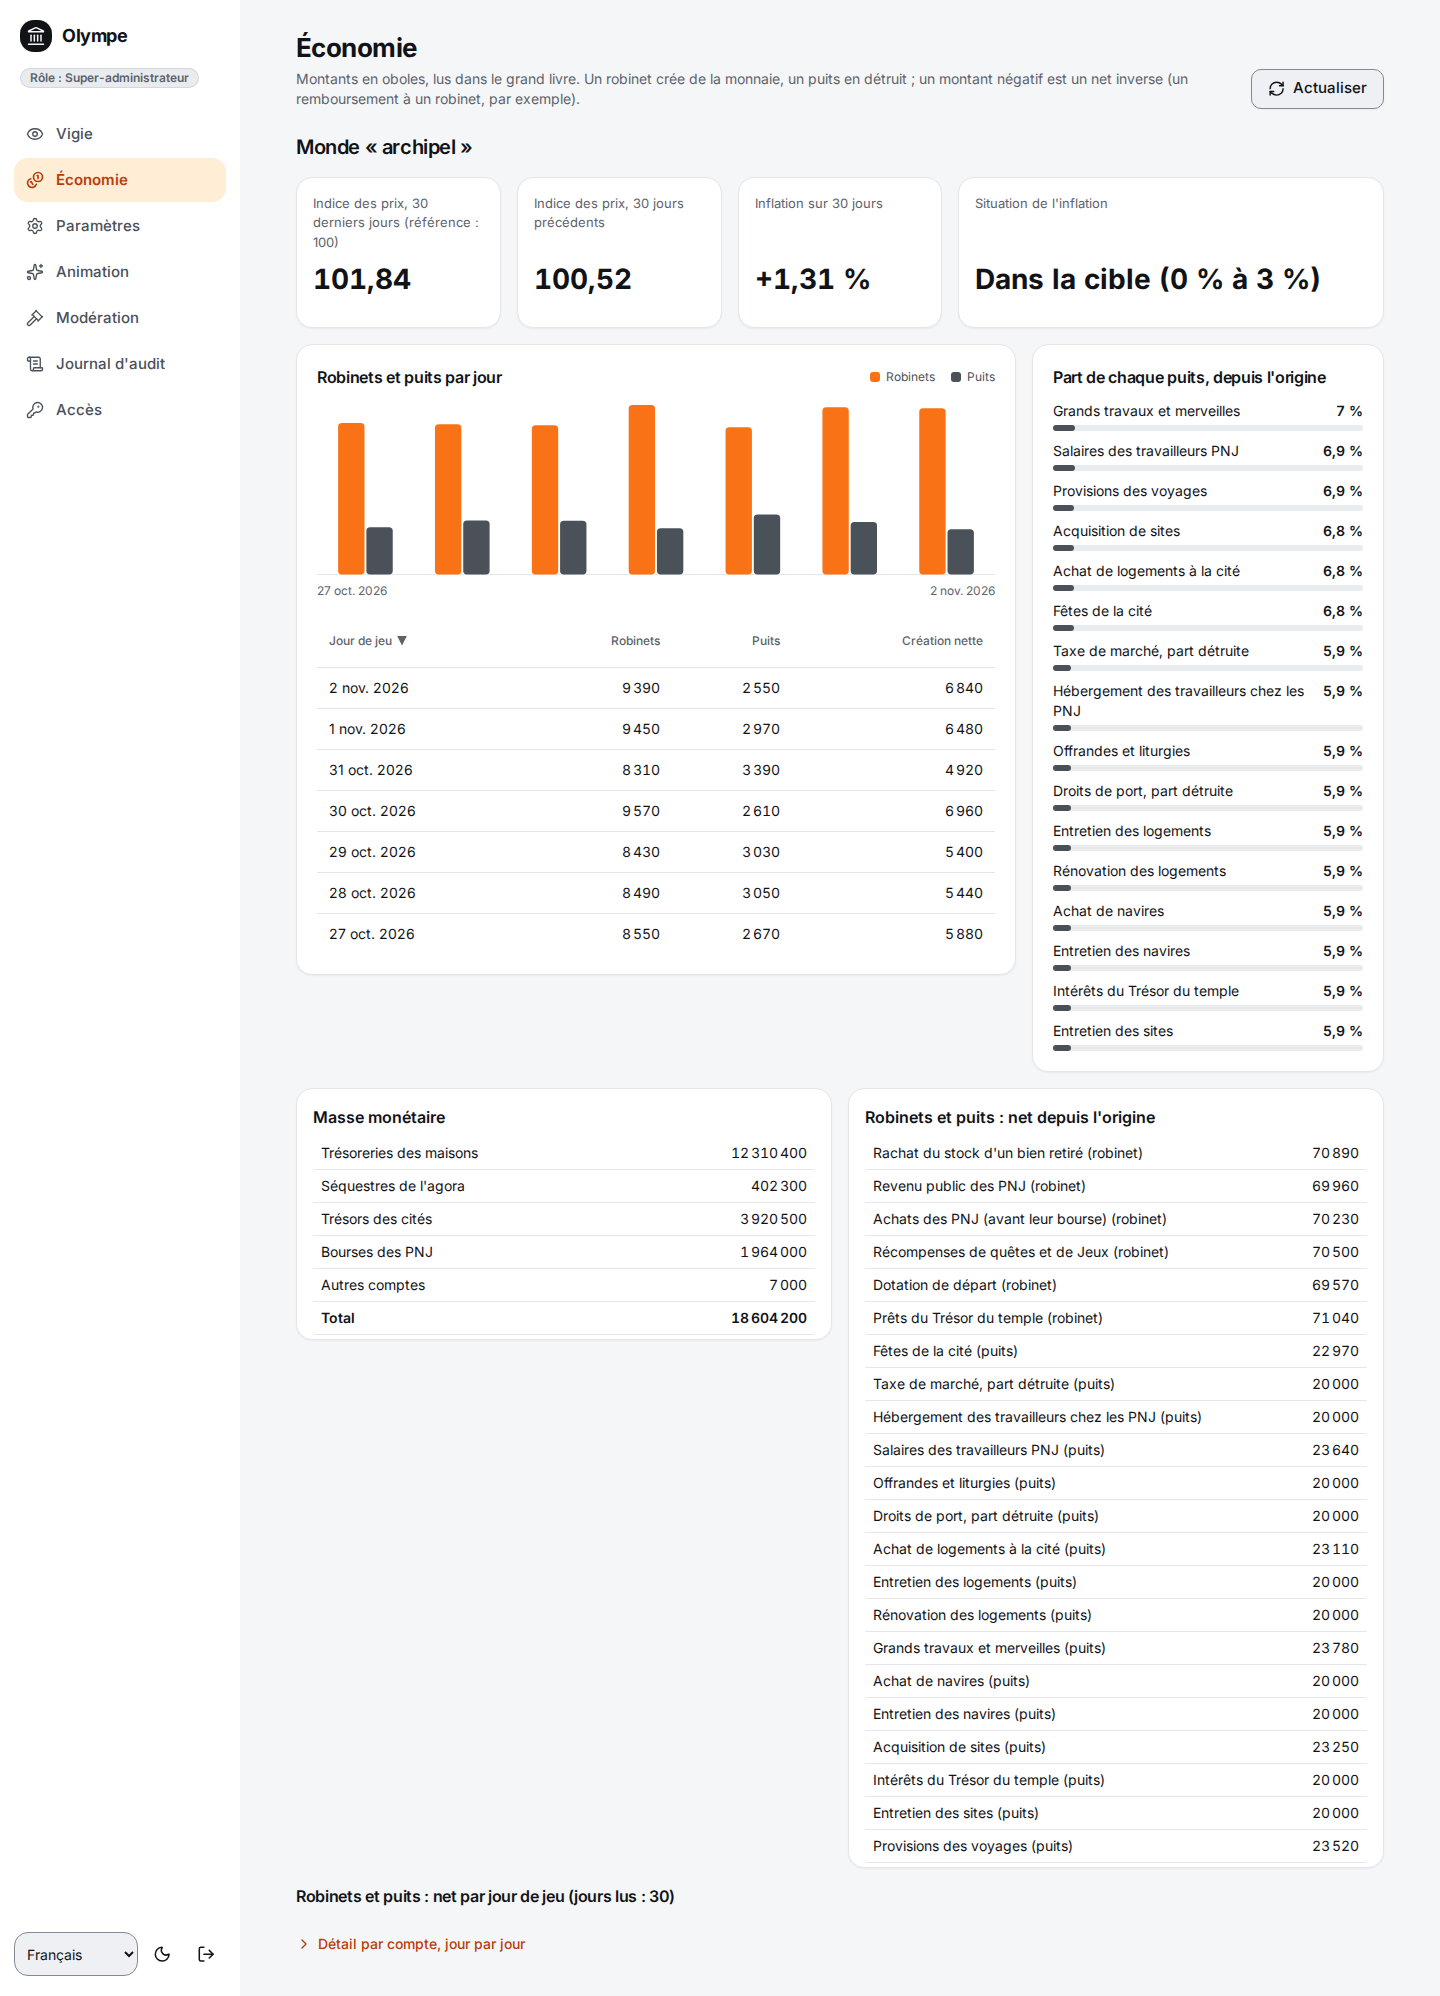 Olympe
Rôle : Super-administrateur
Vigie
Économie
Paramètres
Animation
Modération
Journal d'audit
Accès
Français
Économie
Montants en oboles, lus dans le grand livre. Un robinet crée de la monnaie, un puits en détruit ; un montant négatif est un net inverse (un
remboursement à un robinet, par exemple).
Actualiser
Monde « archipel »
Indice des prix, 30
derniers jours (référence :
100)
101,84
Indice des prix, 30 jours
précédents
100,52
Inflation sur 30 jours
+1,31 %
Situation de l'inflation
Dans la cible (0 % à 3 %)
Robinets et puits par jour
Robinets Puits
27 oct. 2026 2 nov. 2026
Jour de jeu ▼ Robinets Puits Création nette
2 nov. 2026 9 390 2 550 6 840
1 nov. 2026 9 450 2 970 6 480
31 oct. 2026 8 310 3 390 4 920
30 oct. 2026 9 570 2 610 6 960
29 oct. 2026 8 430 3 030 5 400
28 oct. 2026 8 490 3 050 5 440
27 oct. 2026 8 550 2 670 5 880
Part de chaque puits, depuis l'origine
Grands travaux et merveilles 7 %
Salaires des travailleurs PNJ 6,9 %
Provisions des voyages 6,9 %
Acquisition de sites 6,8 %
Achat de logements à la cité 6,8 %
Fêtes de la cité 6,8 %
Taxe de marché, part détruite 5,9 %
Hébergement des travailleurs chez les 5,9 %
PNJ
Offrandes et liturgies 5,9 %
Droits de port, part détruite 5,9 %
Entretien des logements 5,9 %
Rénovation des logements 5,9 %
Achat de navires 5,9 %
Entretien des navires 5,9 %
Intérêts du Trésor du temple 5,9 %
Entretien des sites 5,9 %
Masse monétaire
Trésoreries des maisons 12 310 400
Séquestres de l'agora 402 300
Trésors des cités 3 920 500
Bourses des PNJ 1 964 000
Autres comptes 7 000
Total 18 604 200
Robinets et puits : net depuis l'origine
Rachat du stock d'un bien retiré (robinet) 70 890
Revenu public des PNJ (robinet) 69 960
Achats des PNJ (avant leur bourse) (robinet) 70 230
Récompenses de quêtes et de Jeux (robinet) 70 500
Dotation de départ (robinet) 69 570
Prêts du Trésor du temple (robinet) 71 040
Fêtes de la cité (puits) 22 970
Taxe de marché, part détruite (puits) 20 000
Hébergement des travailleurs chez les PNJ (puits) 20 000
Salaires des travailleurs PNJ (puits) 23 640
Offrandes et liturgies (puits) 20 000
Droits de port, part détruite (puits) 20 000
Achat de logements à la cité (puits) 23 110
Entretien des logements (puits) 20 000
Rénovation des logements (puits) 20 000
Grands travaux et merveilles (puits) 23 780
Achat de navires (puits) 20 000
Entretien des navires (puits) 20 000
Acquisition de sites (puits) 23 250
Intérêts du Trésor du temple (puits) 20 000
Entretien des sites (puits) 20 000
Provisions des voyages (puits) 23 520
Robinets et puits : net par jour de jeu (jours lus : 30)
Détail par compte, jour par jour